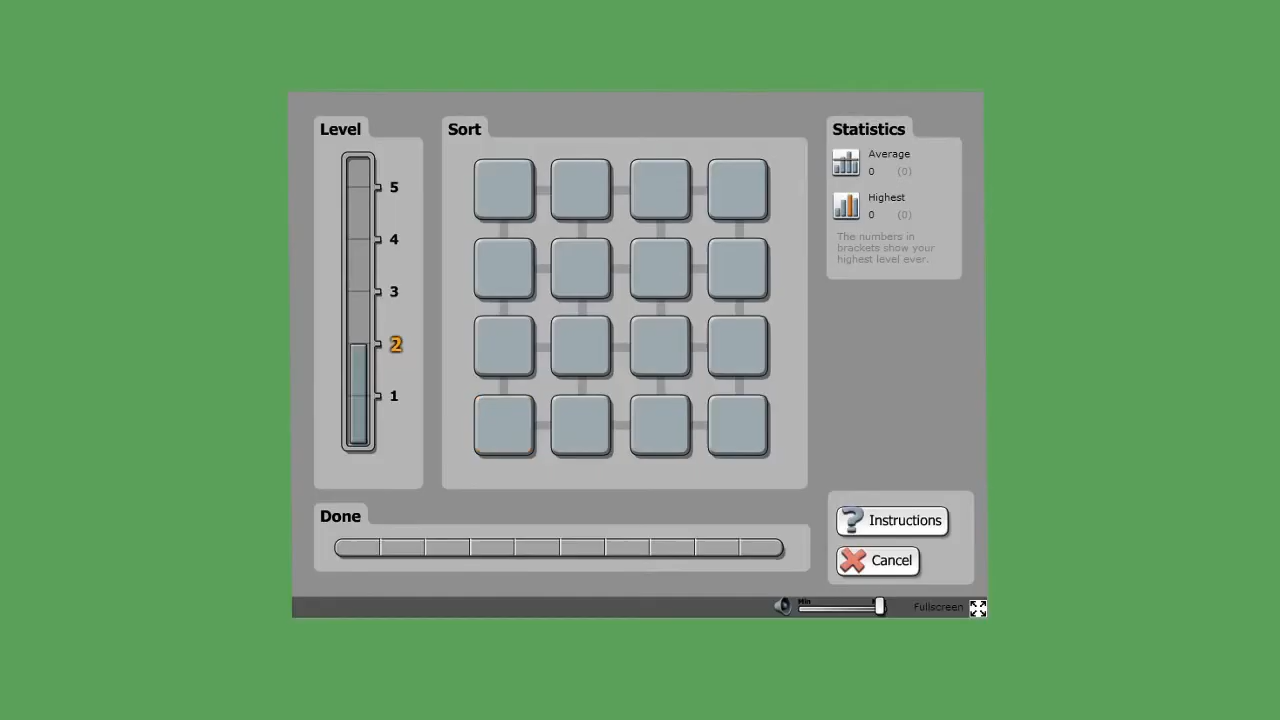 Level
Sort
Statistics
Average
0 (0)
Highest
0 (0)
The numbers in
brackets show your
highest level ever.
5
4
3
2
1
Done
Instructions
Cancel
Min
Fullscreen